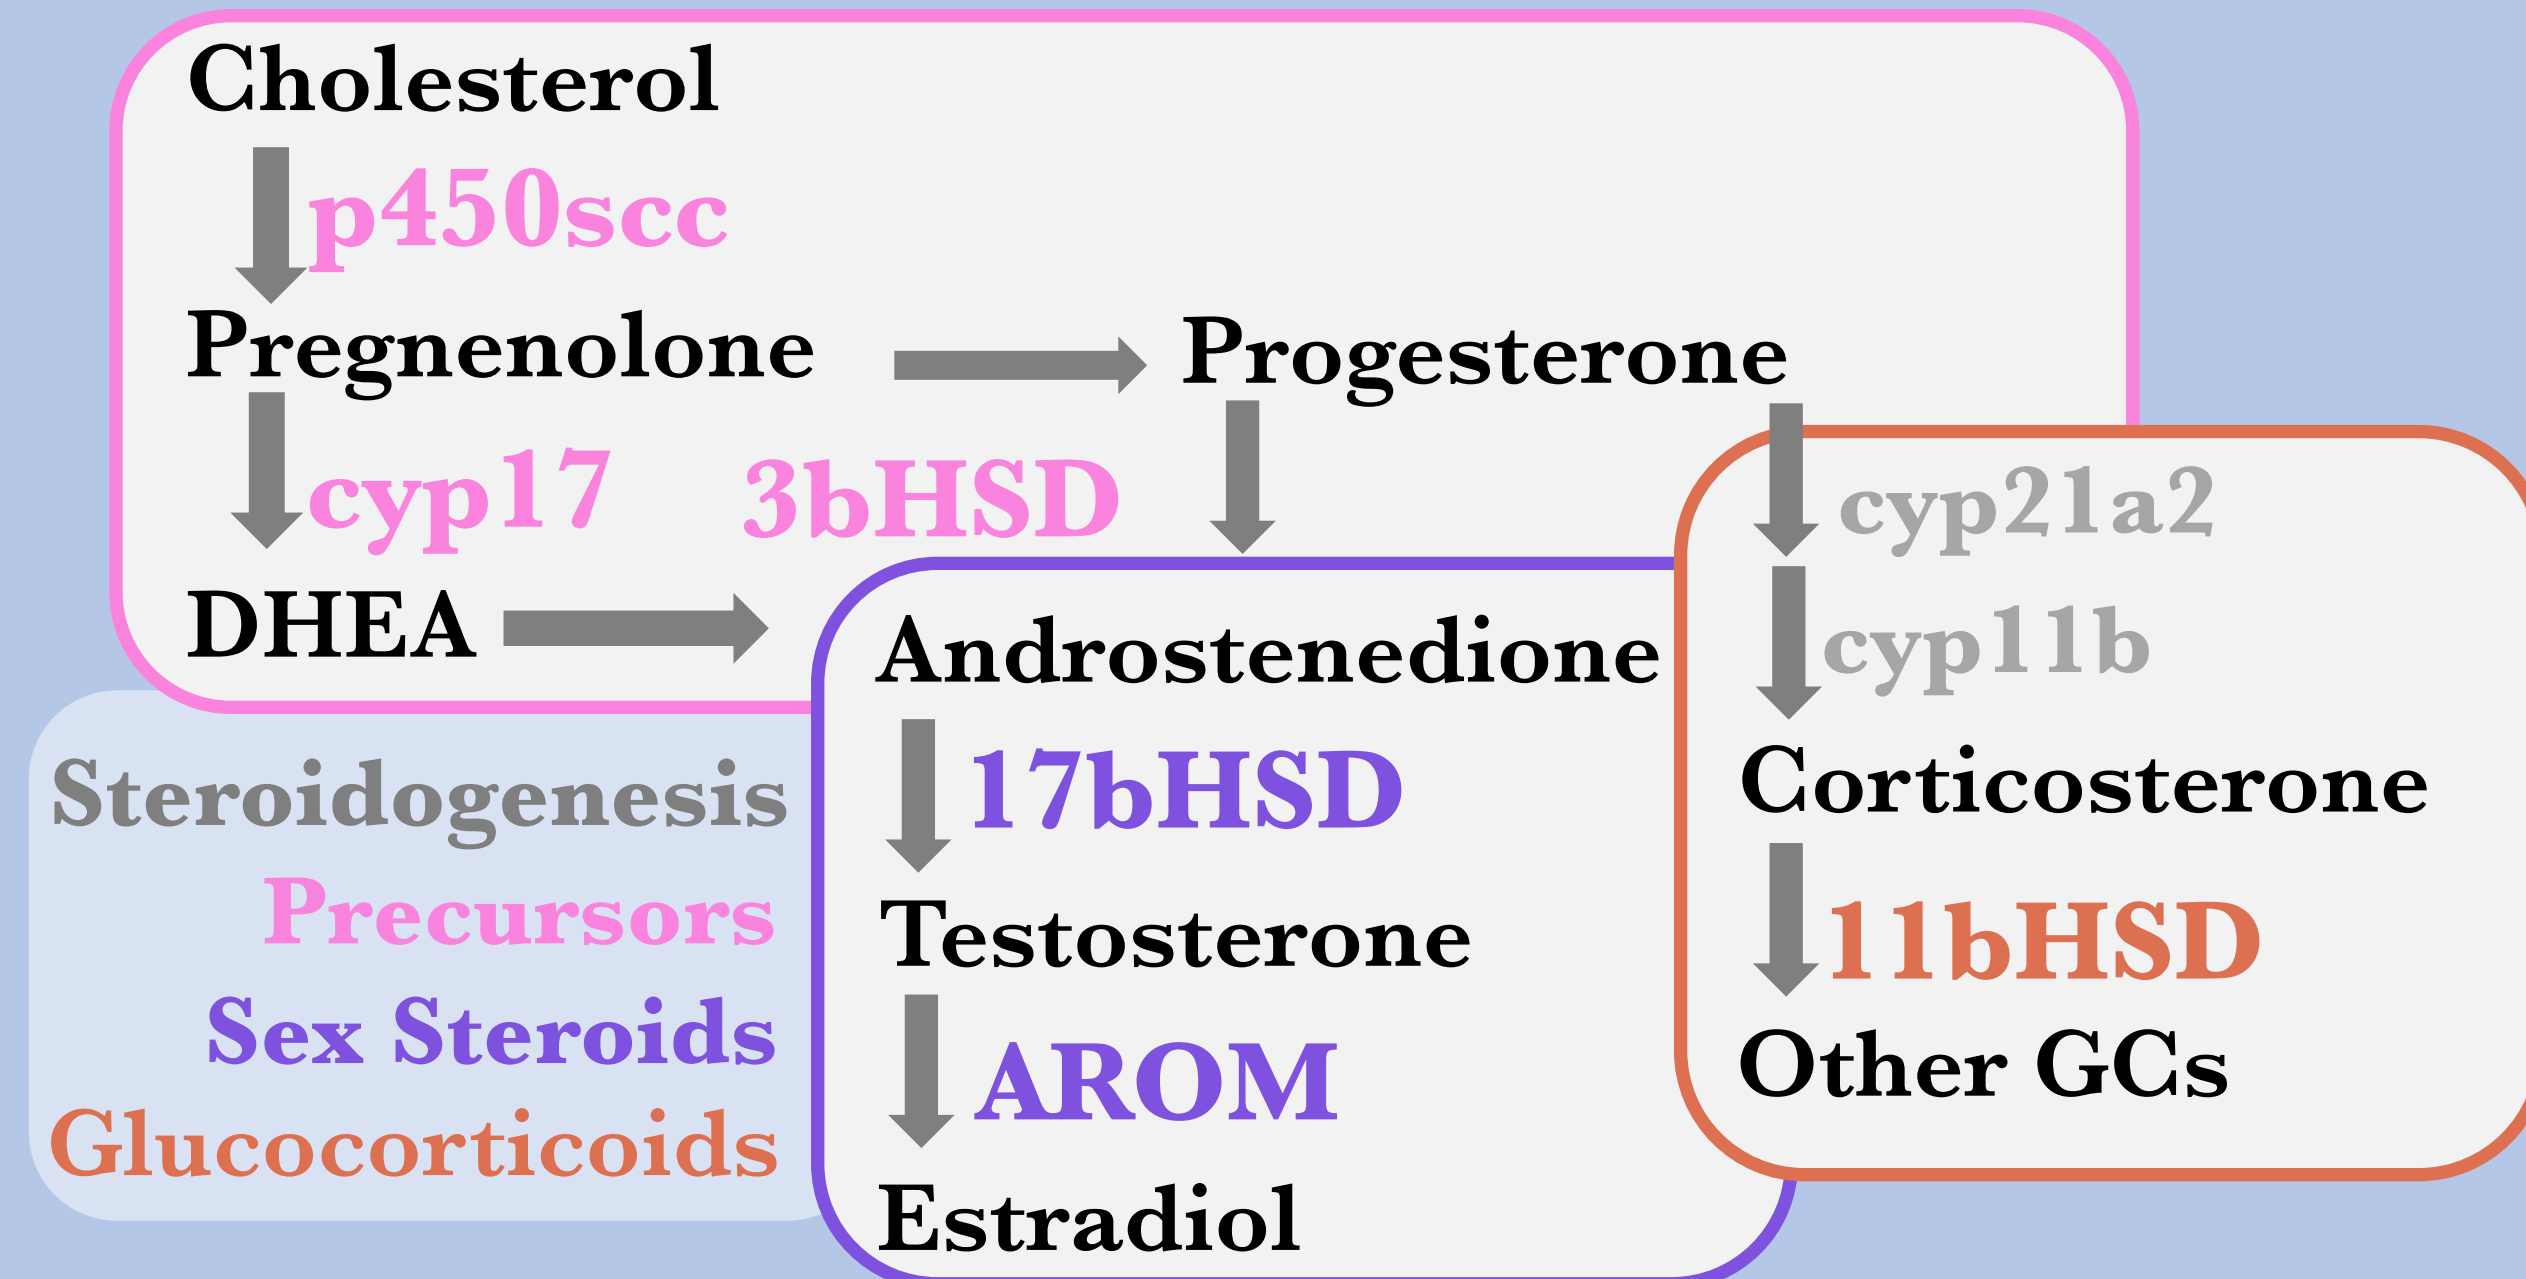 Cholesterol
p450scc
Pregnenolone
Progesterone
cyp17
3bHSD
cyp21a2
DHEA
Androstenedione
cyp11b
17bHSD
Corticosterone
Testosterone
11bHSD
AROM
Other GCs
Estradiol
Steroidogenesis
Precursors
Sex Steroids
Glucocorticoids